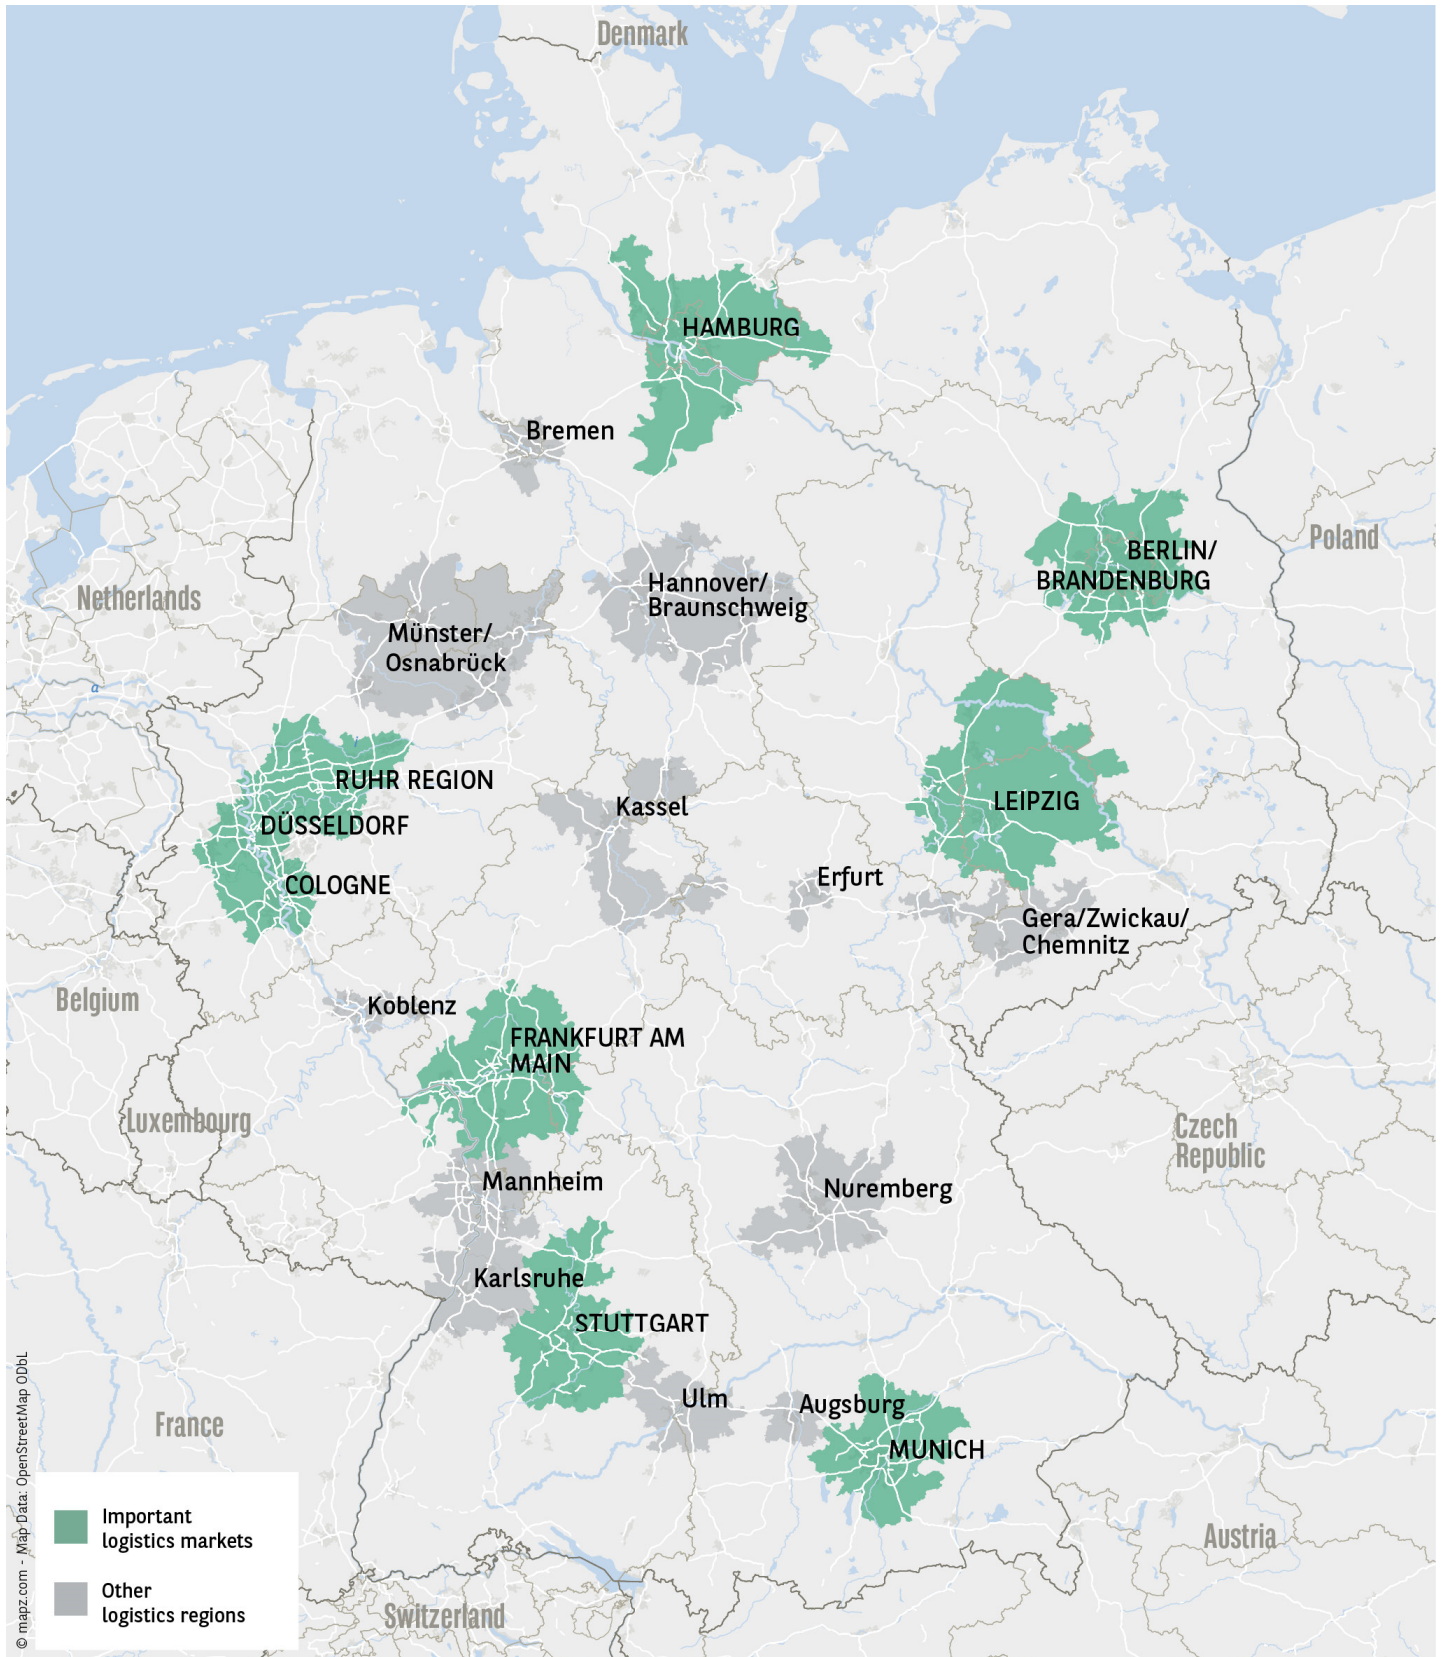 Denmark
HAMBURG
Bremen
Poland
BERLIN/
BRANDENBURG
Netherlands
Hannover/
Braunschweig
Münster/
Osnabrück
a
i
RUHR REGION
DÜSSELDORF
COLOGNE
Kassel
LEIPZIG
Erfurt
Gera/Zwickau/
Chemnitz
Belgium
Koblenz
FRANKFURT AM
MAIN
Luxembourg
Czech
Republic
Mannheim
Nuremberg
Karlsruhe
STUTTGART
Ulm
Augsburg
MUNICH
France
Austria
Switzerland
Important
logistics markets
Other
logistics regions
© mapz.com - Map Data: OpenStreetMap ODbL